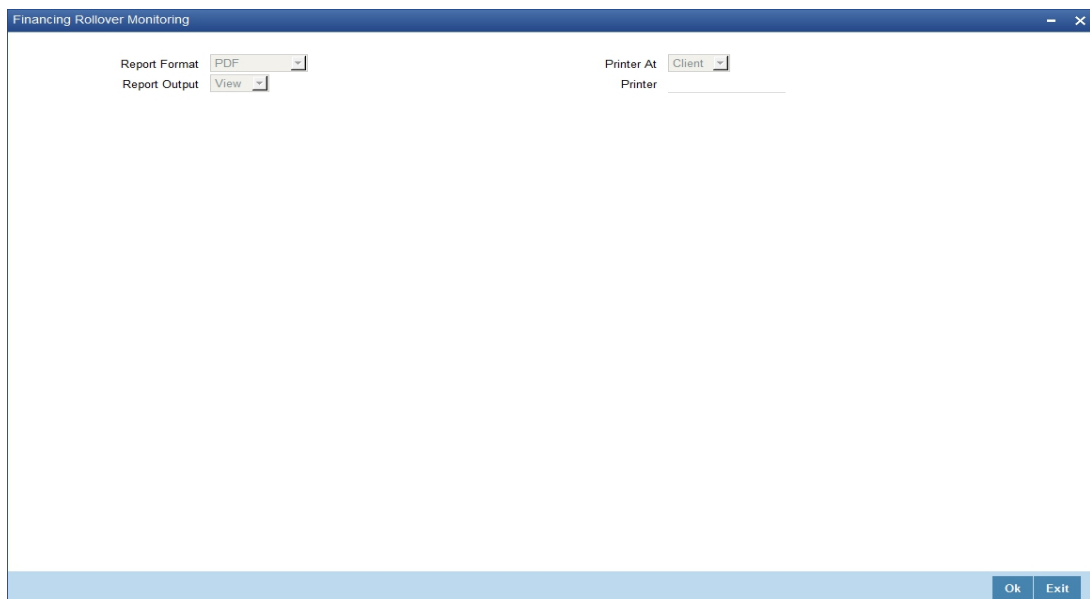 Financing Rollover Monitoring
Report Format PDF Printer At Client
Report Output View Printer
Ok Exit